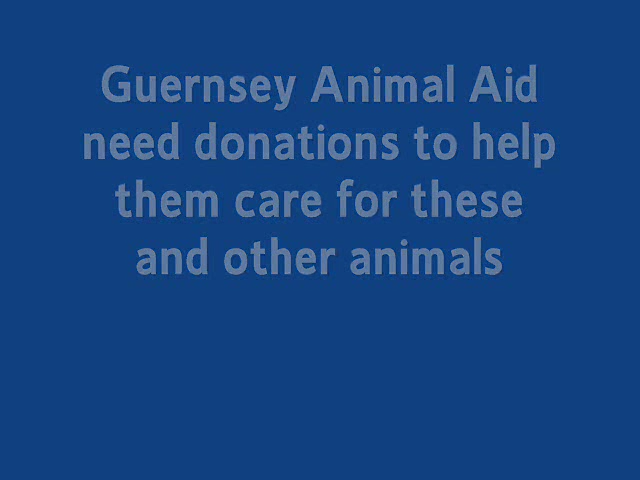 Guernsey Animal Aid
need donations to help
them care for these
and other animals